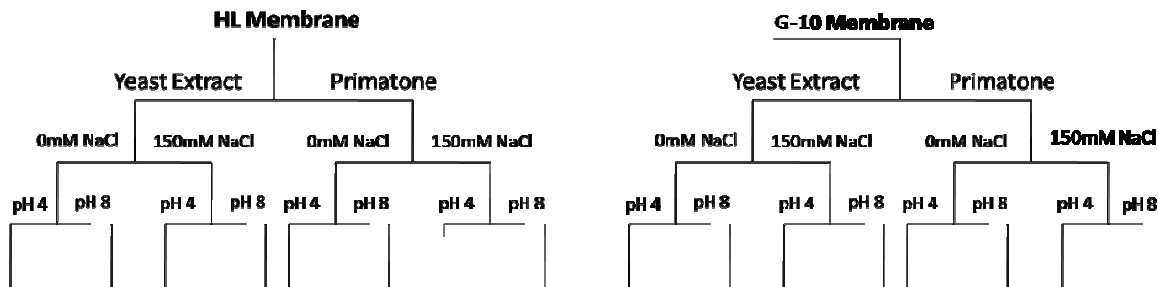 HL Membrane
G-10 Membrane
Yeast Extract Primatone
Yeast Extract Primatone
0mM NaCl 150mM NaCl 0mM NaCl 150mM NaCl
0mM NaCl 150mM NaCl 0mM NaCl 150mM NaCl
pH 4 pH 8 pH 4 pH 8 pH 4 pH 8 pH 4 pH 8
pH 4 pH 8 pH 4 pH 8 pH 4 pH 8 pH 4 pH 8